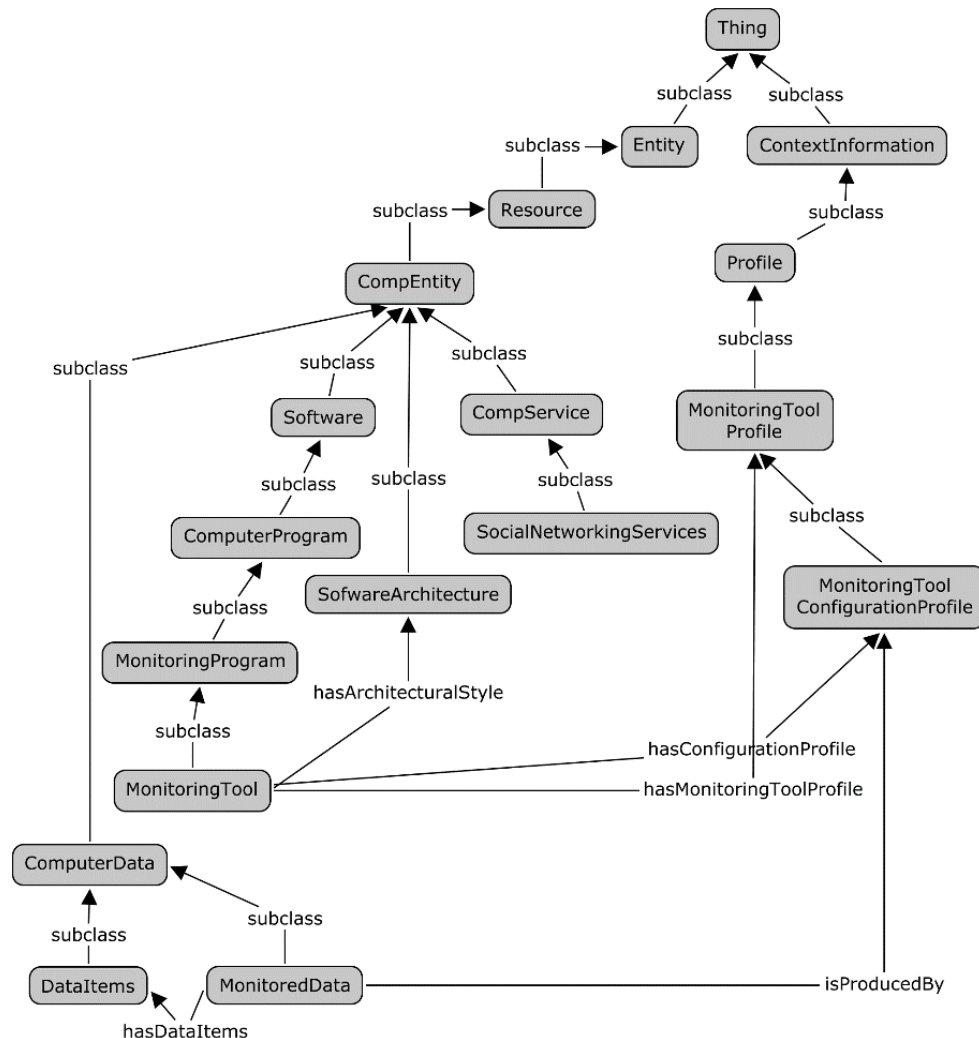 Thing
subclass
subclass
subclass
Entity
ContextInformation
subclass
Resource
subclass
Profile
CompEntity
subclass
subclass
subclass
subclass
Software
CompService
MonitoringTool
Profile
subclass
subclass
subclass
subclass
ComputerProgram
SocialNetworkingServices
SofwareArchitecture
MonitoringTool
ConfigurationProfile
subclass
MonitoringProgram
hasArchitecturalStyle
subclass
hasConfigurationProfile
MonitoringTool
hasMonitoringToolProfile
ComputerData
subclass
subclass
DataItems
MonitoredData
isProducedBy
hasDataItems